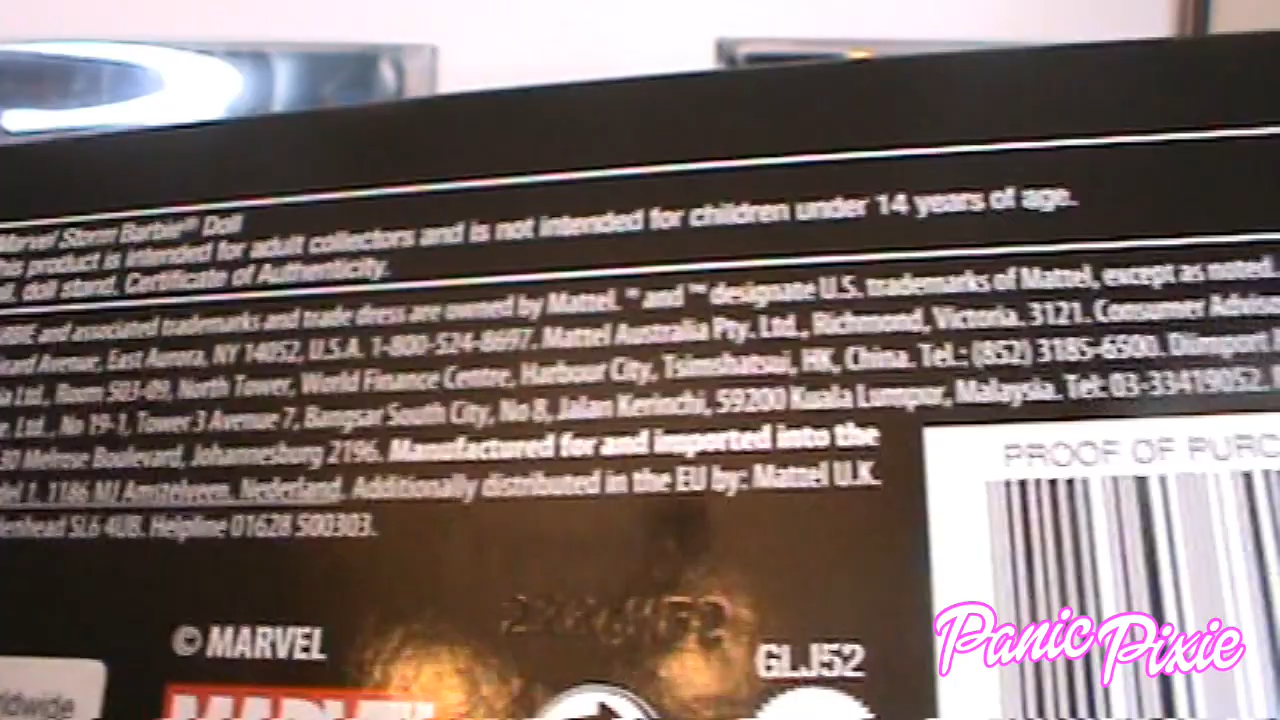 Marvel Storm Barbie® Doll
This product is intended for adult collectors and is not intended for children under 14 years of age.
doll stand, Certificate of Authenticity.
and associated trademarks and trade dress are owned by Mattel. ® and ™ designate U.S. trademarks of Mattel, except as noted.
Avenue, East Aurora, NY 14052, U.S.A. 1-800-524-8697. Mattel Australia Pty. Ltd., Richmond, Victoria. 3121. Consumer
Ltd., Room 503-09, North Tower, World Finance Centre, Harbour City, Tsimshatsui, HK, China. Tel.: (852) 3185-6500. Diimport
Ltd., No 19-1, Tower 3 Avenue 7, Bangsar South City, No 8, Jalan Kerinchi, 59200 Kuala Lumpur, Malaysia. Tel: 03-33419052.
30 Melrose Boulevard, Johannesburg 2196. Manufactured for and imported into the
1, 1186 MJ Amstelveen, Nederland. Additionally distributed in the EU by: Mattel U.K.
SL6 4UB. Helpline 01628 500303.
PROOF OF PURC
© MARVEL
GLJ52
MARVEL
Panic Pixie